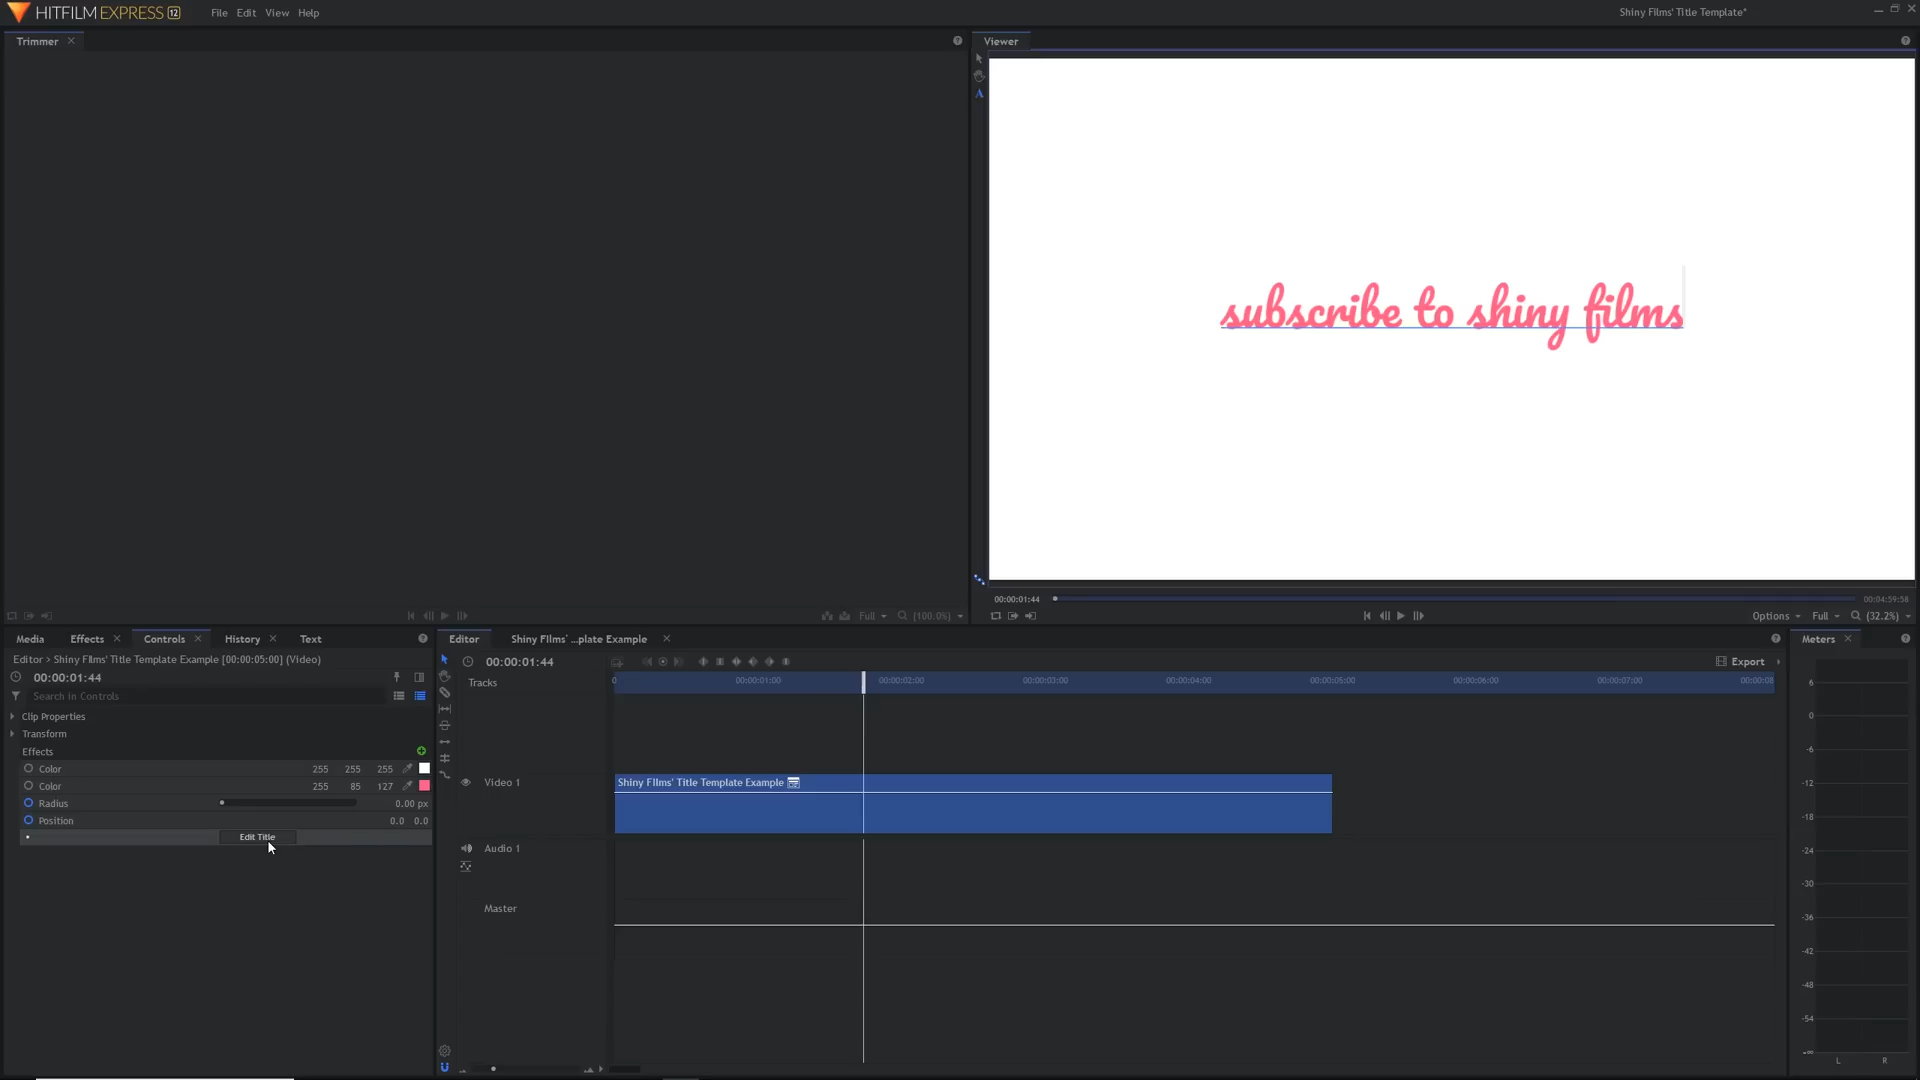 HITFILM EXPRESS 12 File Edit View Help Shiny Films' Title Template*
Trimmer
Viewer
A
subscribe to shiny films
Full (100.0%)
00:00:01:44 00:04:59:58
Options Full (32.2%)
Media Effects Controls History Text
Editor Shiny FIlms' ...plate Example
Meters
Editor > Shiny FIlms' Title Template Example [00:00:05:00] (Video)
00:00:01:44
00:00:01:44
Export
Search in Controls
Tracks
0 00:00:01:00 00:00:02:00 00:00:03:00 00:00:04:00 00:00:05:00 00:00:06:00 00:00:07:00 00:00:08
Clip Properties
Transform
Effects
Color 255 255 255
Color 255 85 127
Radius 0.00 px
Position 0.0 0.0
Edit Title
Video 1
Shiny FIlms' Title Template Example
Audio 1
Master
6
0
-6
-12
-18
-24
-30
-36
-42
-48
-54
-∞
L R